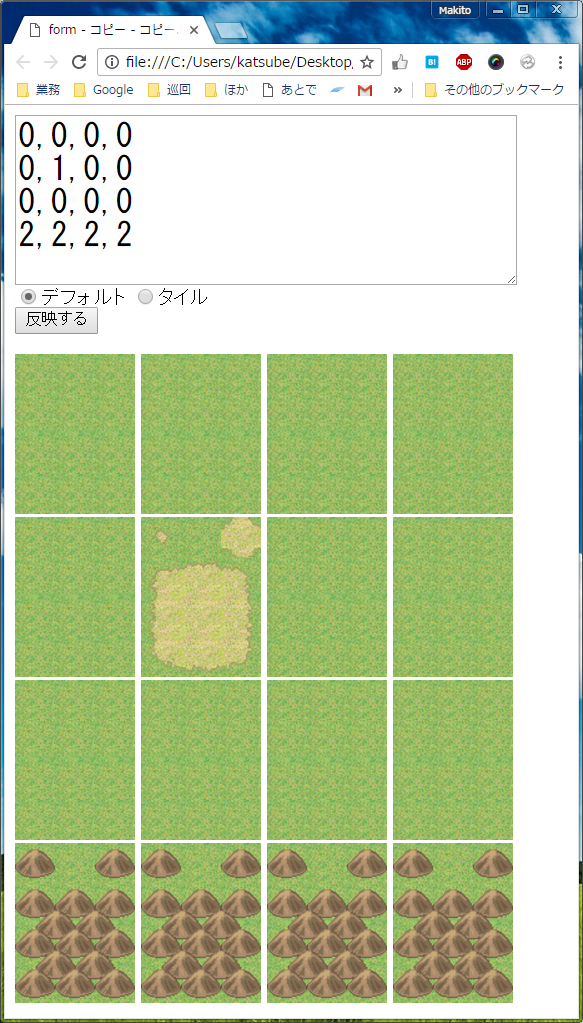 Makito
form - コピー - コピー
file:///C:/Users/katsube/Desktop/
B! ABP
業務 Google 巡回 ほか あとで » その他のブックマーク
0,0,0,0
0,1,0,0
0,0,0,0
2,2,2,2
デフォルト タイル
反映する